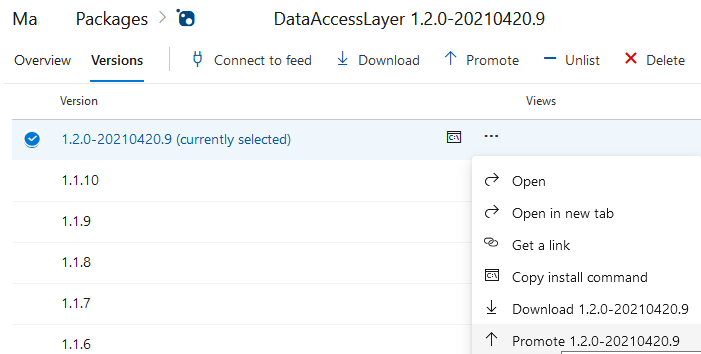 Ma Packages > DataAccessLayer 1.2.0-20210420.9
Overview Versions Connect to feed Download Promote Unlist Delete
Version Views
1.2.0-20210420.9 (currently selected) C:\ ...
1.1.10
Open
1.1.9
Open in new tab
Get a link
1.1.8
Copy install command
1.1.7
Download 1.2.0-20210420.9
1.1.6
Promote 1.2.0-20210420.9